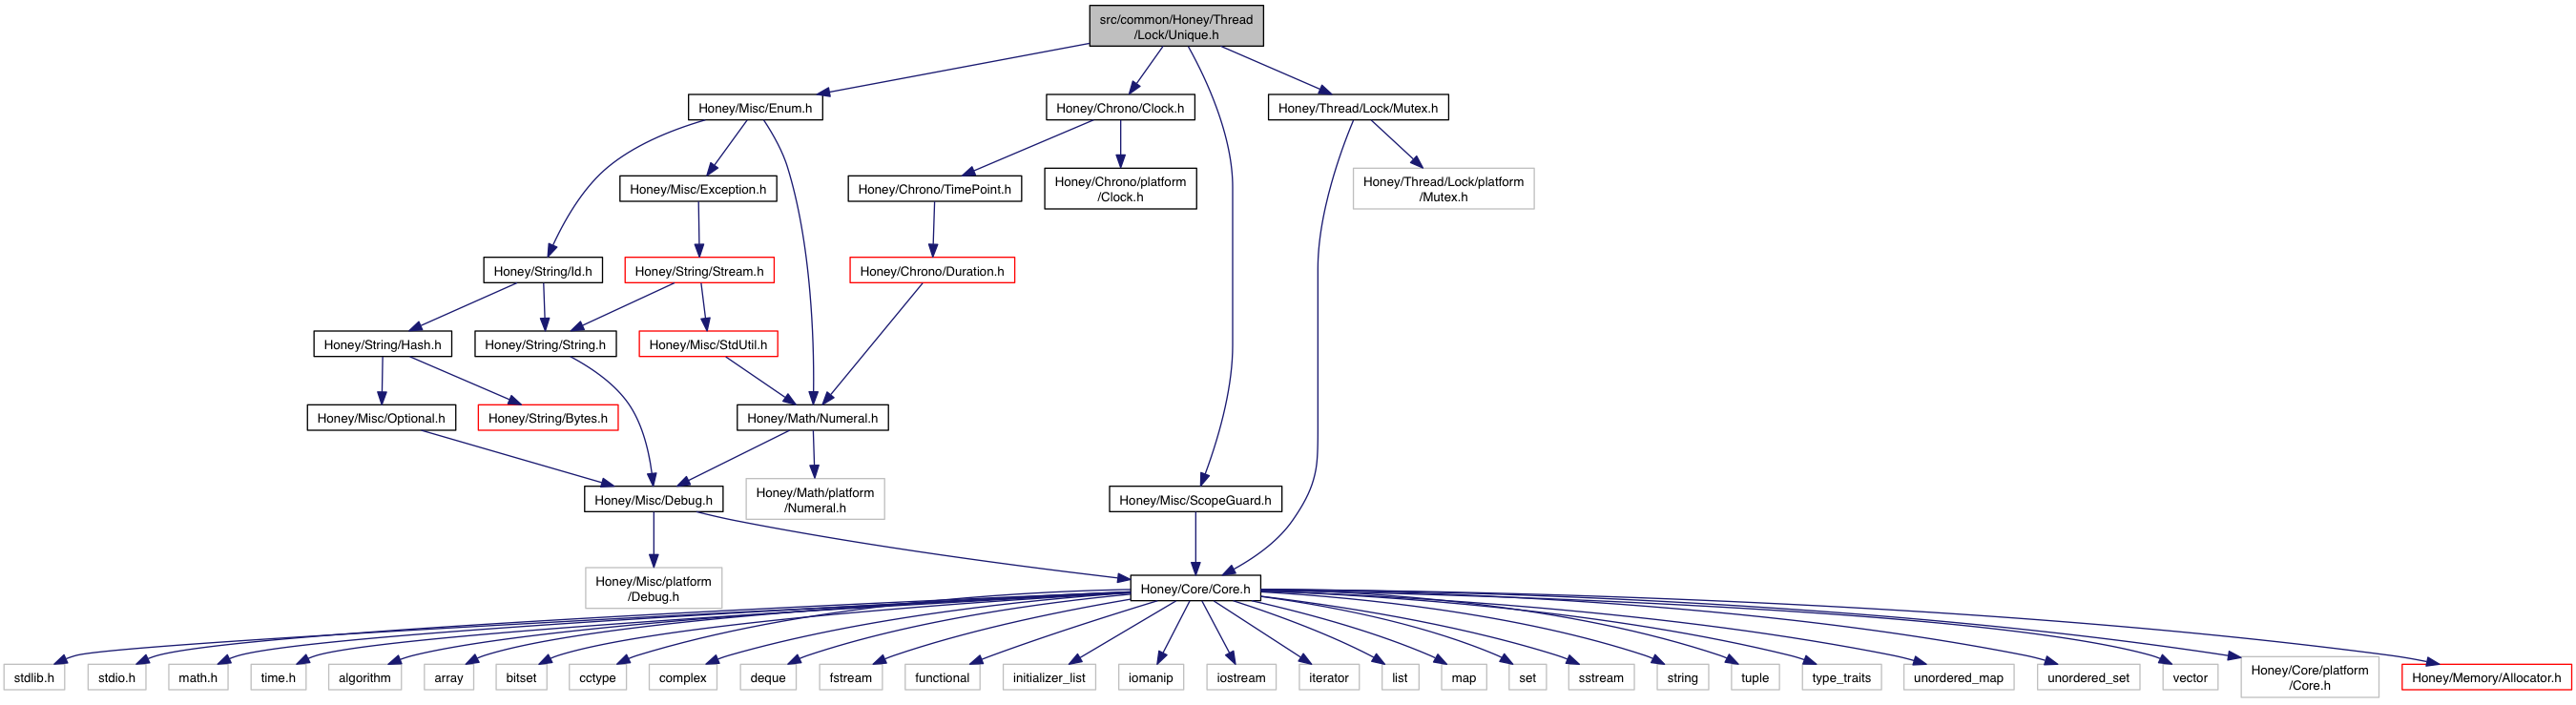 src/common/Honey/Thread
/Lock/Unique.h
Honey/Misc/Enum.h
Honey/Chrono/Clock.h
Honey/Thread/Lock/Mutex.h
Honey/Misc/Exception.h
Honey/Chrono/TimePoint.h
Honey/Chrono/platform
/Clock.h
Honey/Thread/Lock/platform
/Mutex.h
Honey/String/Id.h
Honey/String/Stream.h
Honey/Chrono/Duration.h
Honey/String/Hash.h
Honey/String/String.h
Honey/Misc/StdUtil.h
Honey/Misc/Optional.h
Honey/String/Bytes.h
Honey/Math/Numeral.h
Honey/Misc/Debug.h
Honey/Math/platform
/Numeral.h
Honey/Misc/ScopeGuard.h
Honey/Misc/platform
/Debug.h
Honey/Core/Core.h
stdlib.h
stdio.h
math.h
time.h
algorithm
array
bitset
cctype
complex
deque
fstream
functional
initializer_list
iomanip
iostream
iterator
list
map
set
sstream
string
tuple
type_traits
unordered_map
unordered_set
vector
Honey/Core/platform
/Core.h
Honey/Memory/Allocator.h